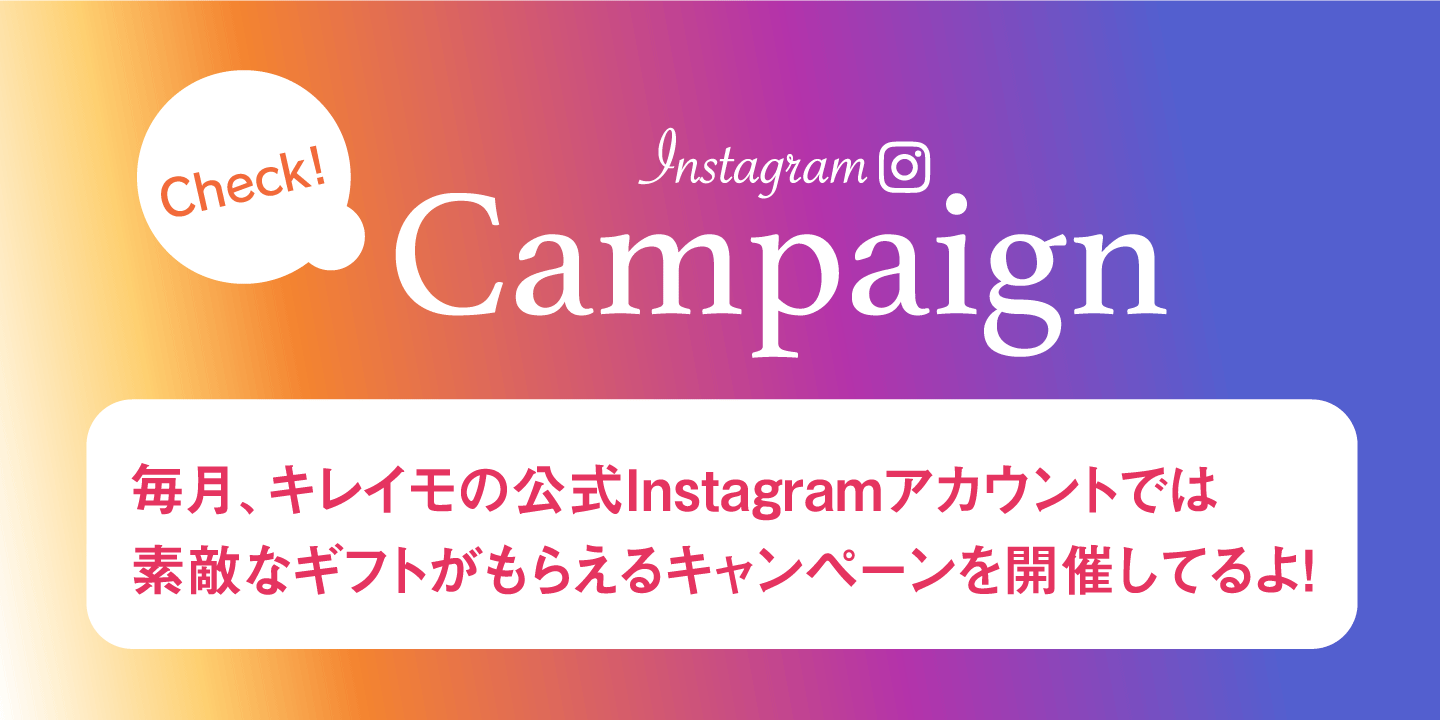 Check!
Instagram
Campaign
毎月、キレイモの公式Instagramアカウントでは
素敵なギフトがもらえるキャンペーンを開催してるよ!